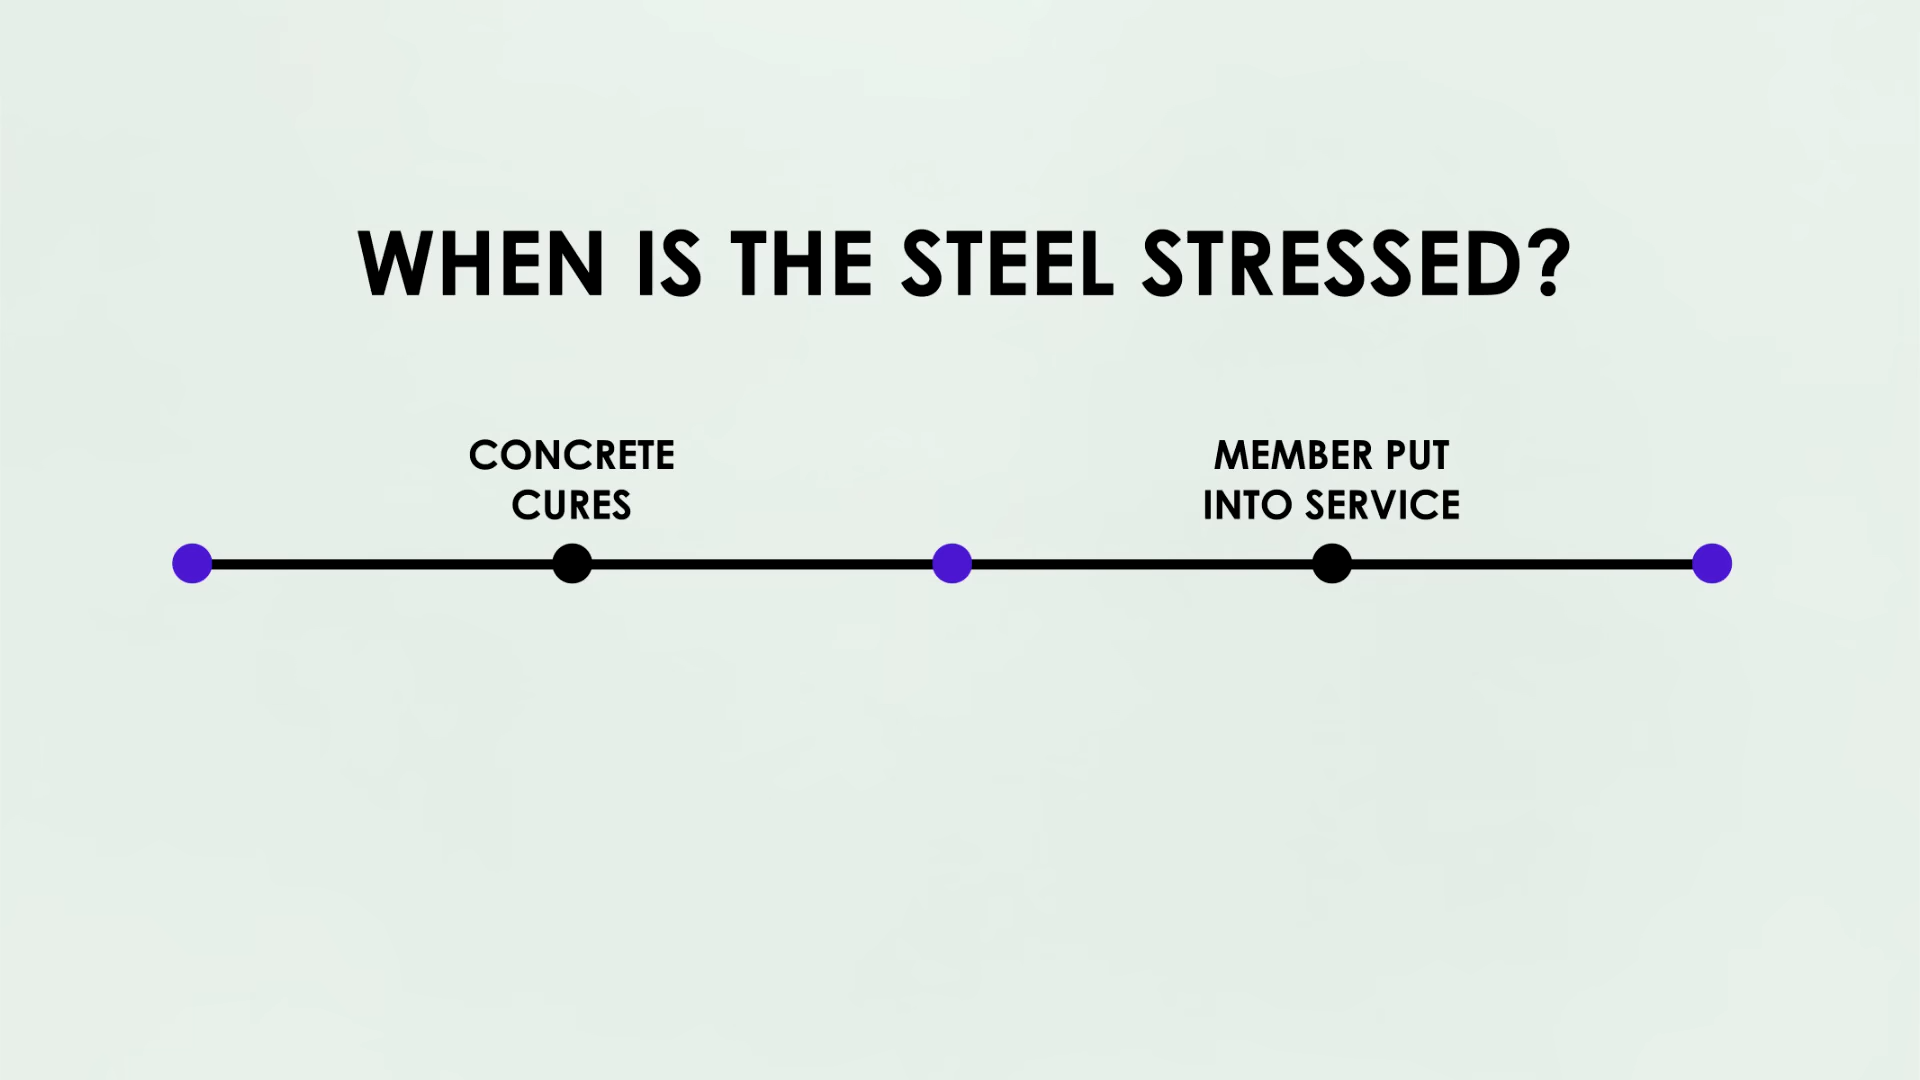 WHEN IS THE STEEL STRESSED?
CONCRETE
CURES
MEMBER PUT
INTO SERVICE